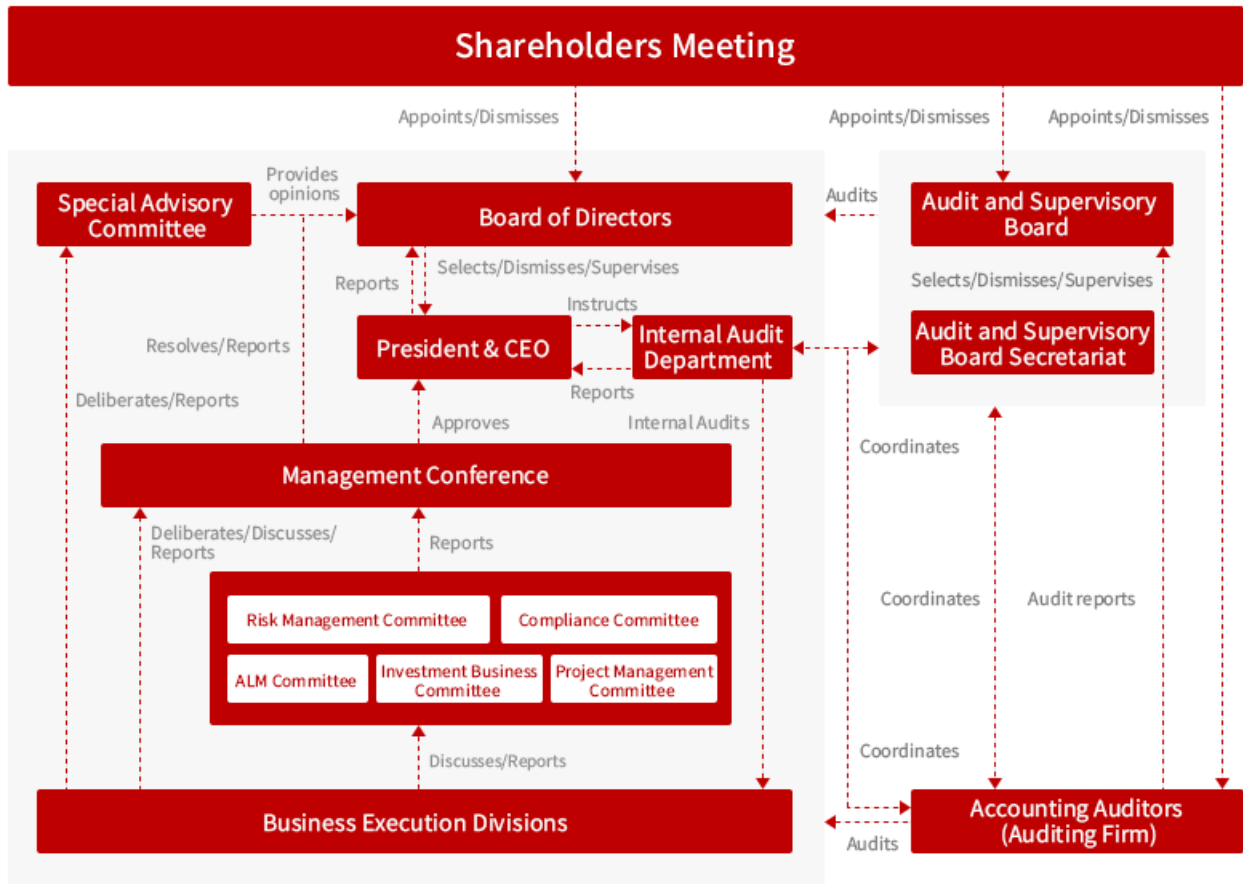 Shareholders Meeting
Appoints/Dismisses
Appoints/Dismisses
Appoints/Dismisses
Provides
opinions
Special Advisory
Committee
Board of Directors
Audits
Audit and Supervisory
Board
Reports
Selects/Dismisses/Supervises
Selects/Dismisses/Supervises
Instructs
President & CEO
Internal Audit
Department
Audit and Supervisory
Board Secretariat
Resolves/Reports
Reports
Deliberates/Reports
Approves
Internal Audits
Coordinates
Management Conference
Deliberates/Discusses/
Reports
Reports
Risk Management Committee
Compliance Committee
Coordinates
Audit reports
ALM Committee
Investment Business
Committee
Project Management
Committee
Discusses/Reports
Coordinates
Business Execution Divisions
Accounting Auditors
(Auditing Firm)
Audits